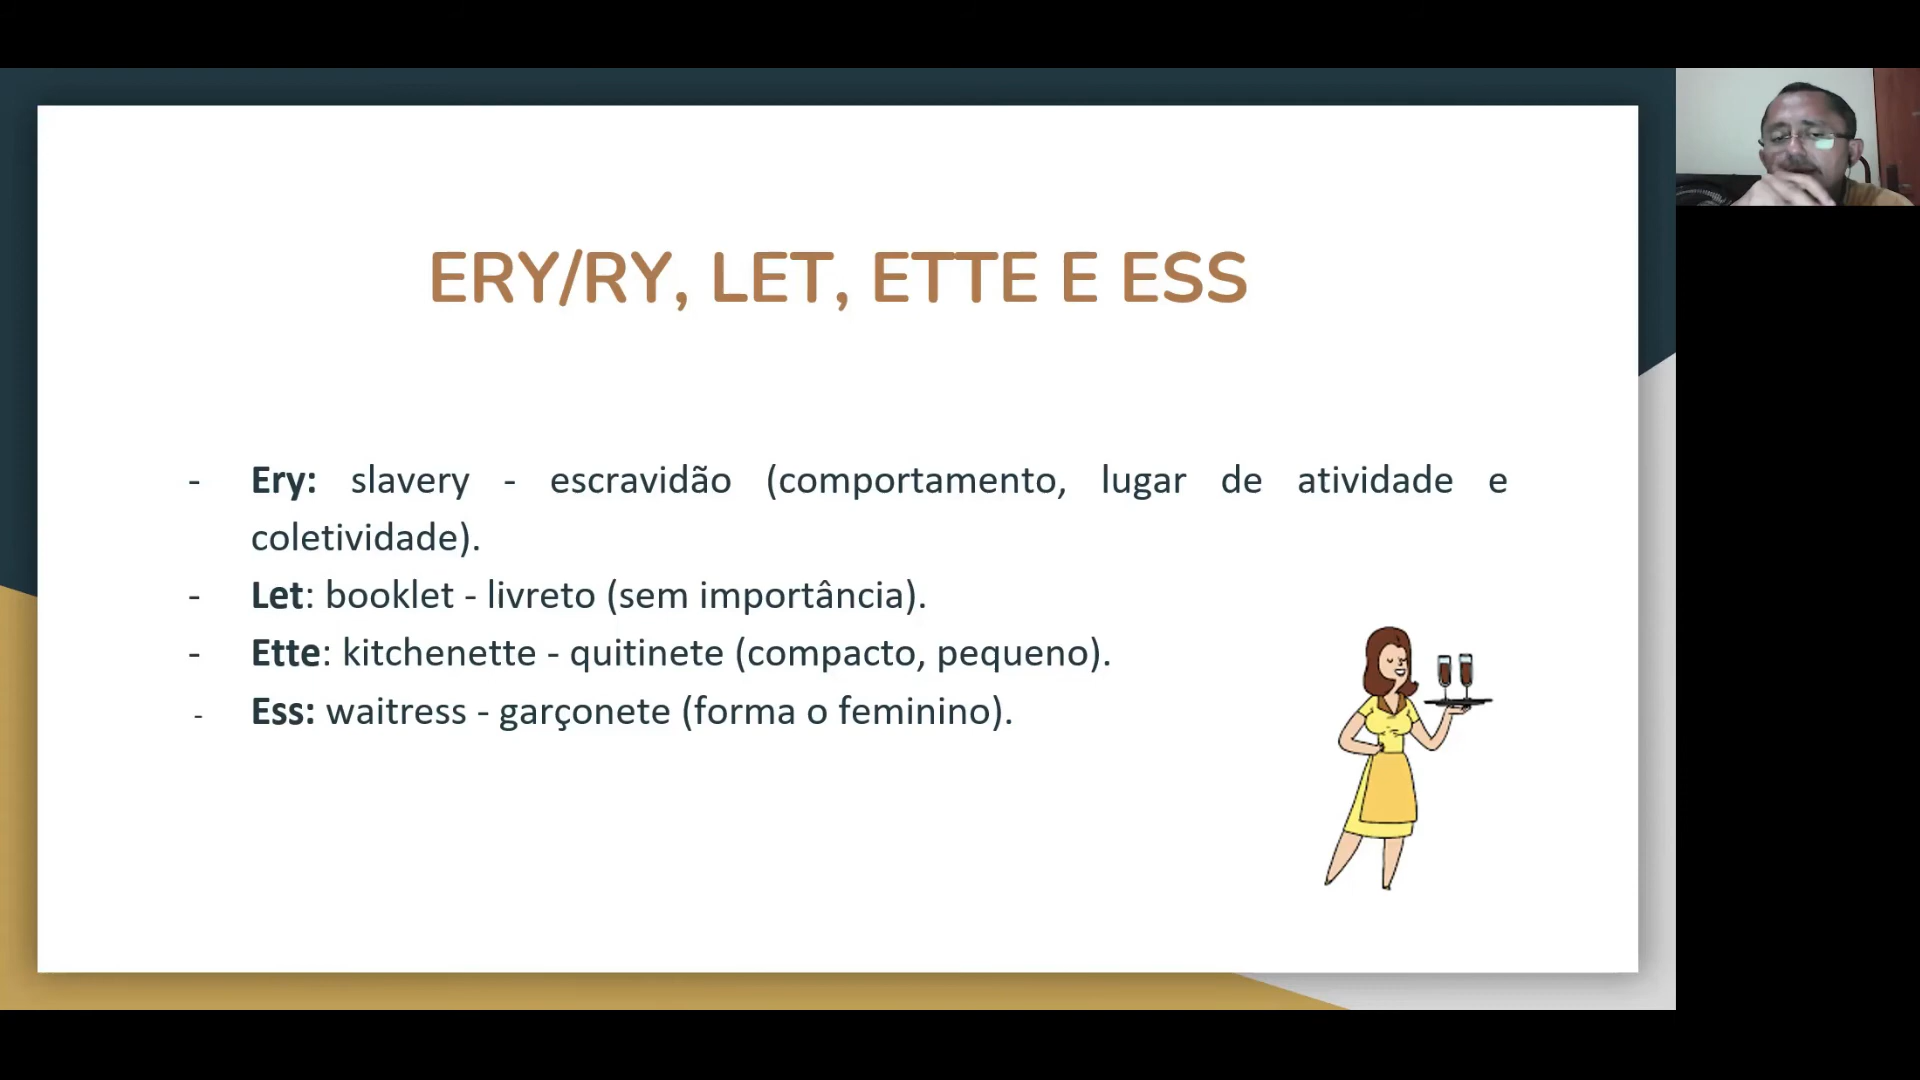 ERY/RY, LET, ETTE E ESS
- Ery: slavery - escravidão (comportamento, lugar de atividade e
coletividade).
- Let: booklet - livreto (sem importância).
- Ette: kitchenette - quitinete (compacto, pequeno).
- Ess: waitress - garçonete (forma o feminino).